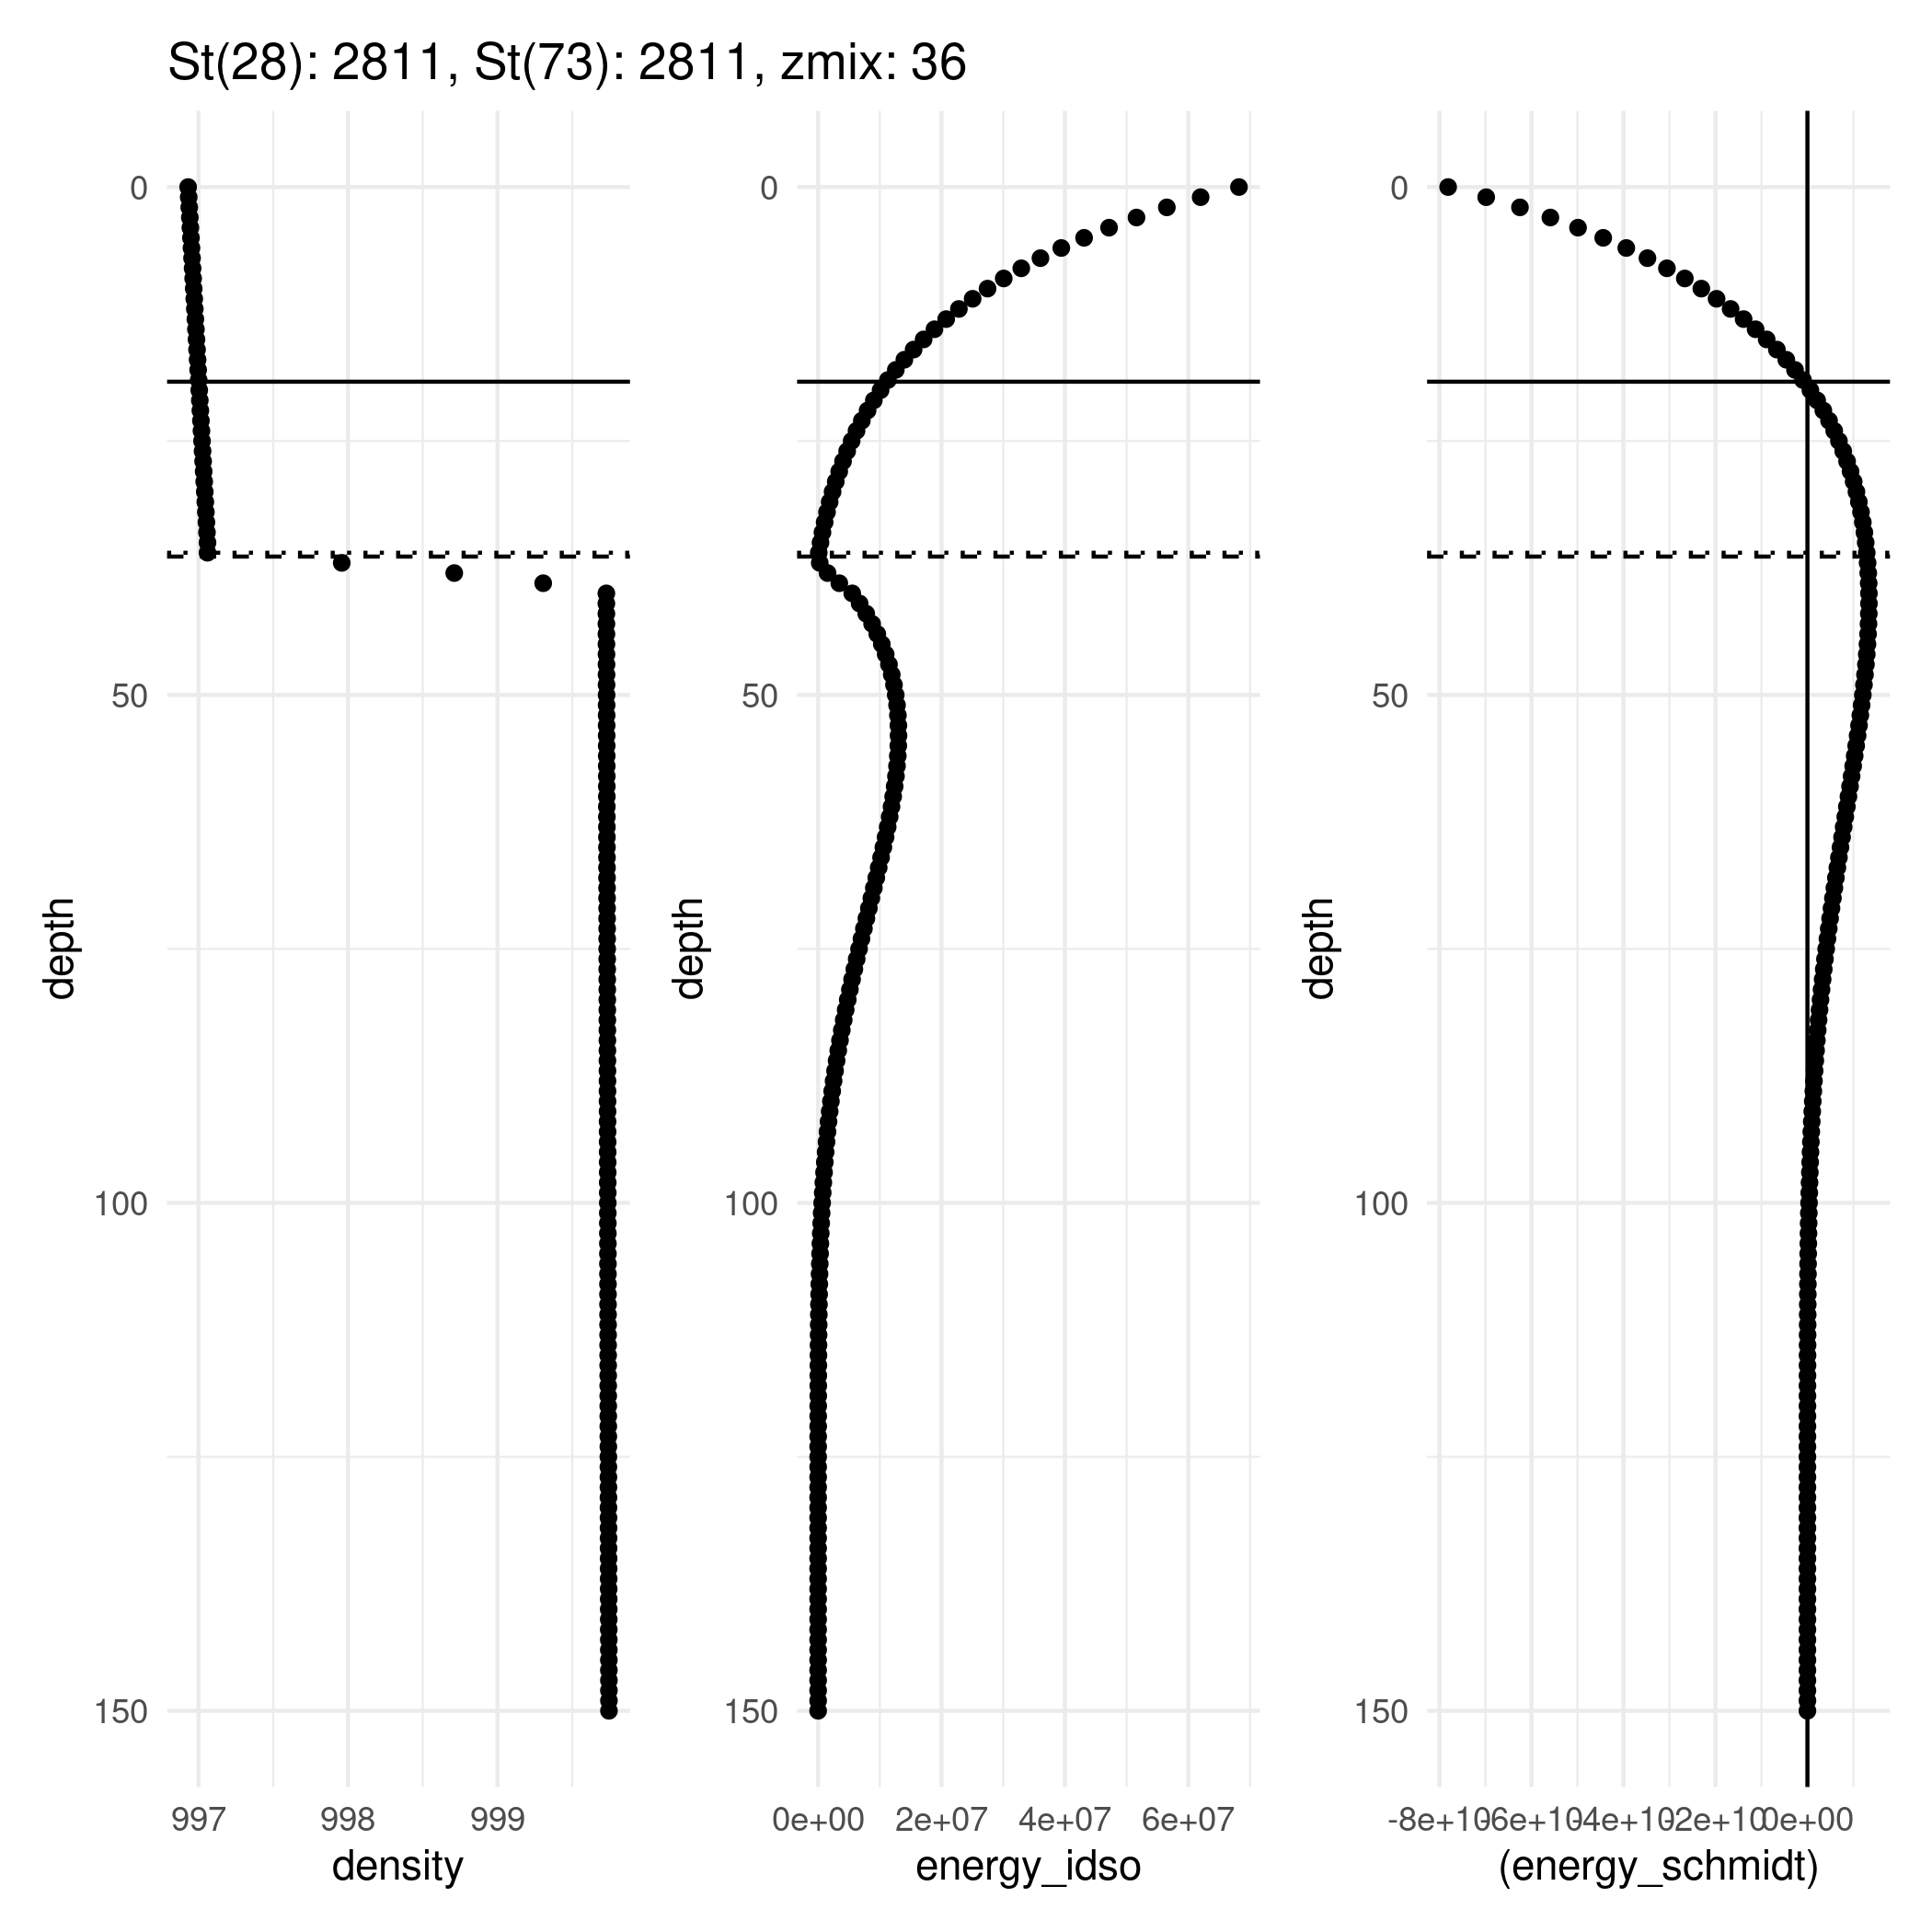 St(28): 2811, St(73): 2811, zmix: 36
0
50
100
150
depth
997 998 999
density
0
50
100
150
depth
0e+00 2e+07 4e+07 6e+07
energy_idso
0
50
100
150
depth
-8e+10 -6e+10 -4e+10 -2e+10 0e+00
(energy_schmidt)